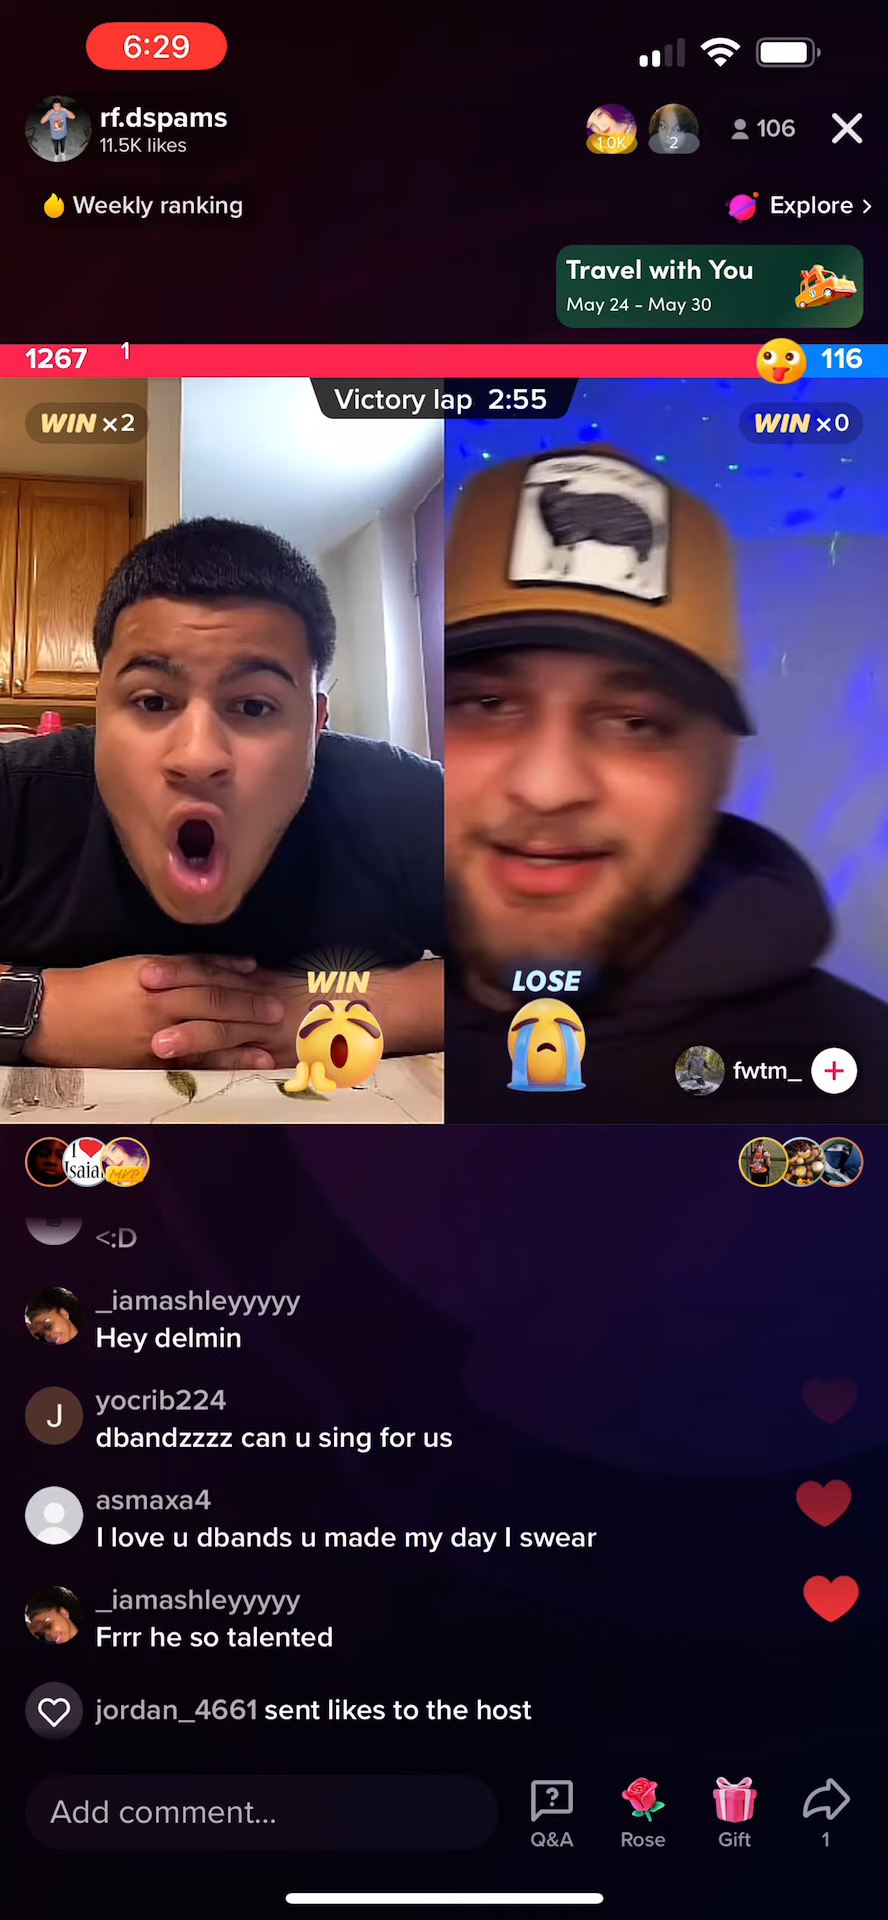 6:29
rf.dspams
11.5K likes
1.0K
2
106
Weekly ranking
Explore >
Travel with You
May 24 - May 30
1267
1
116
Victory lap 2:55
WIN x2
WIN x0
WIN
LOSE
fwtm_
I ❤
Isaia
MVP
<:D
_iamashleyyyyy
Hey delmin
J
yocrib224
dbandzzzz can u sing for us
asmaxa4
I love u dbands u made my day I swear
_iamashleyyyyy
Frrr he so talented
jordan_4661 sent likes to the host
Add comment...
Q&A
Rose
Gift
1